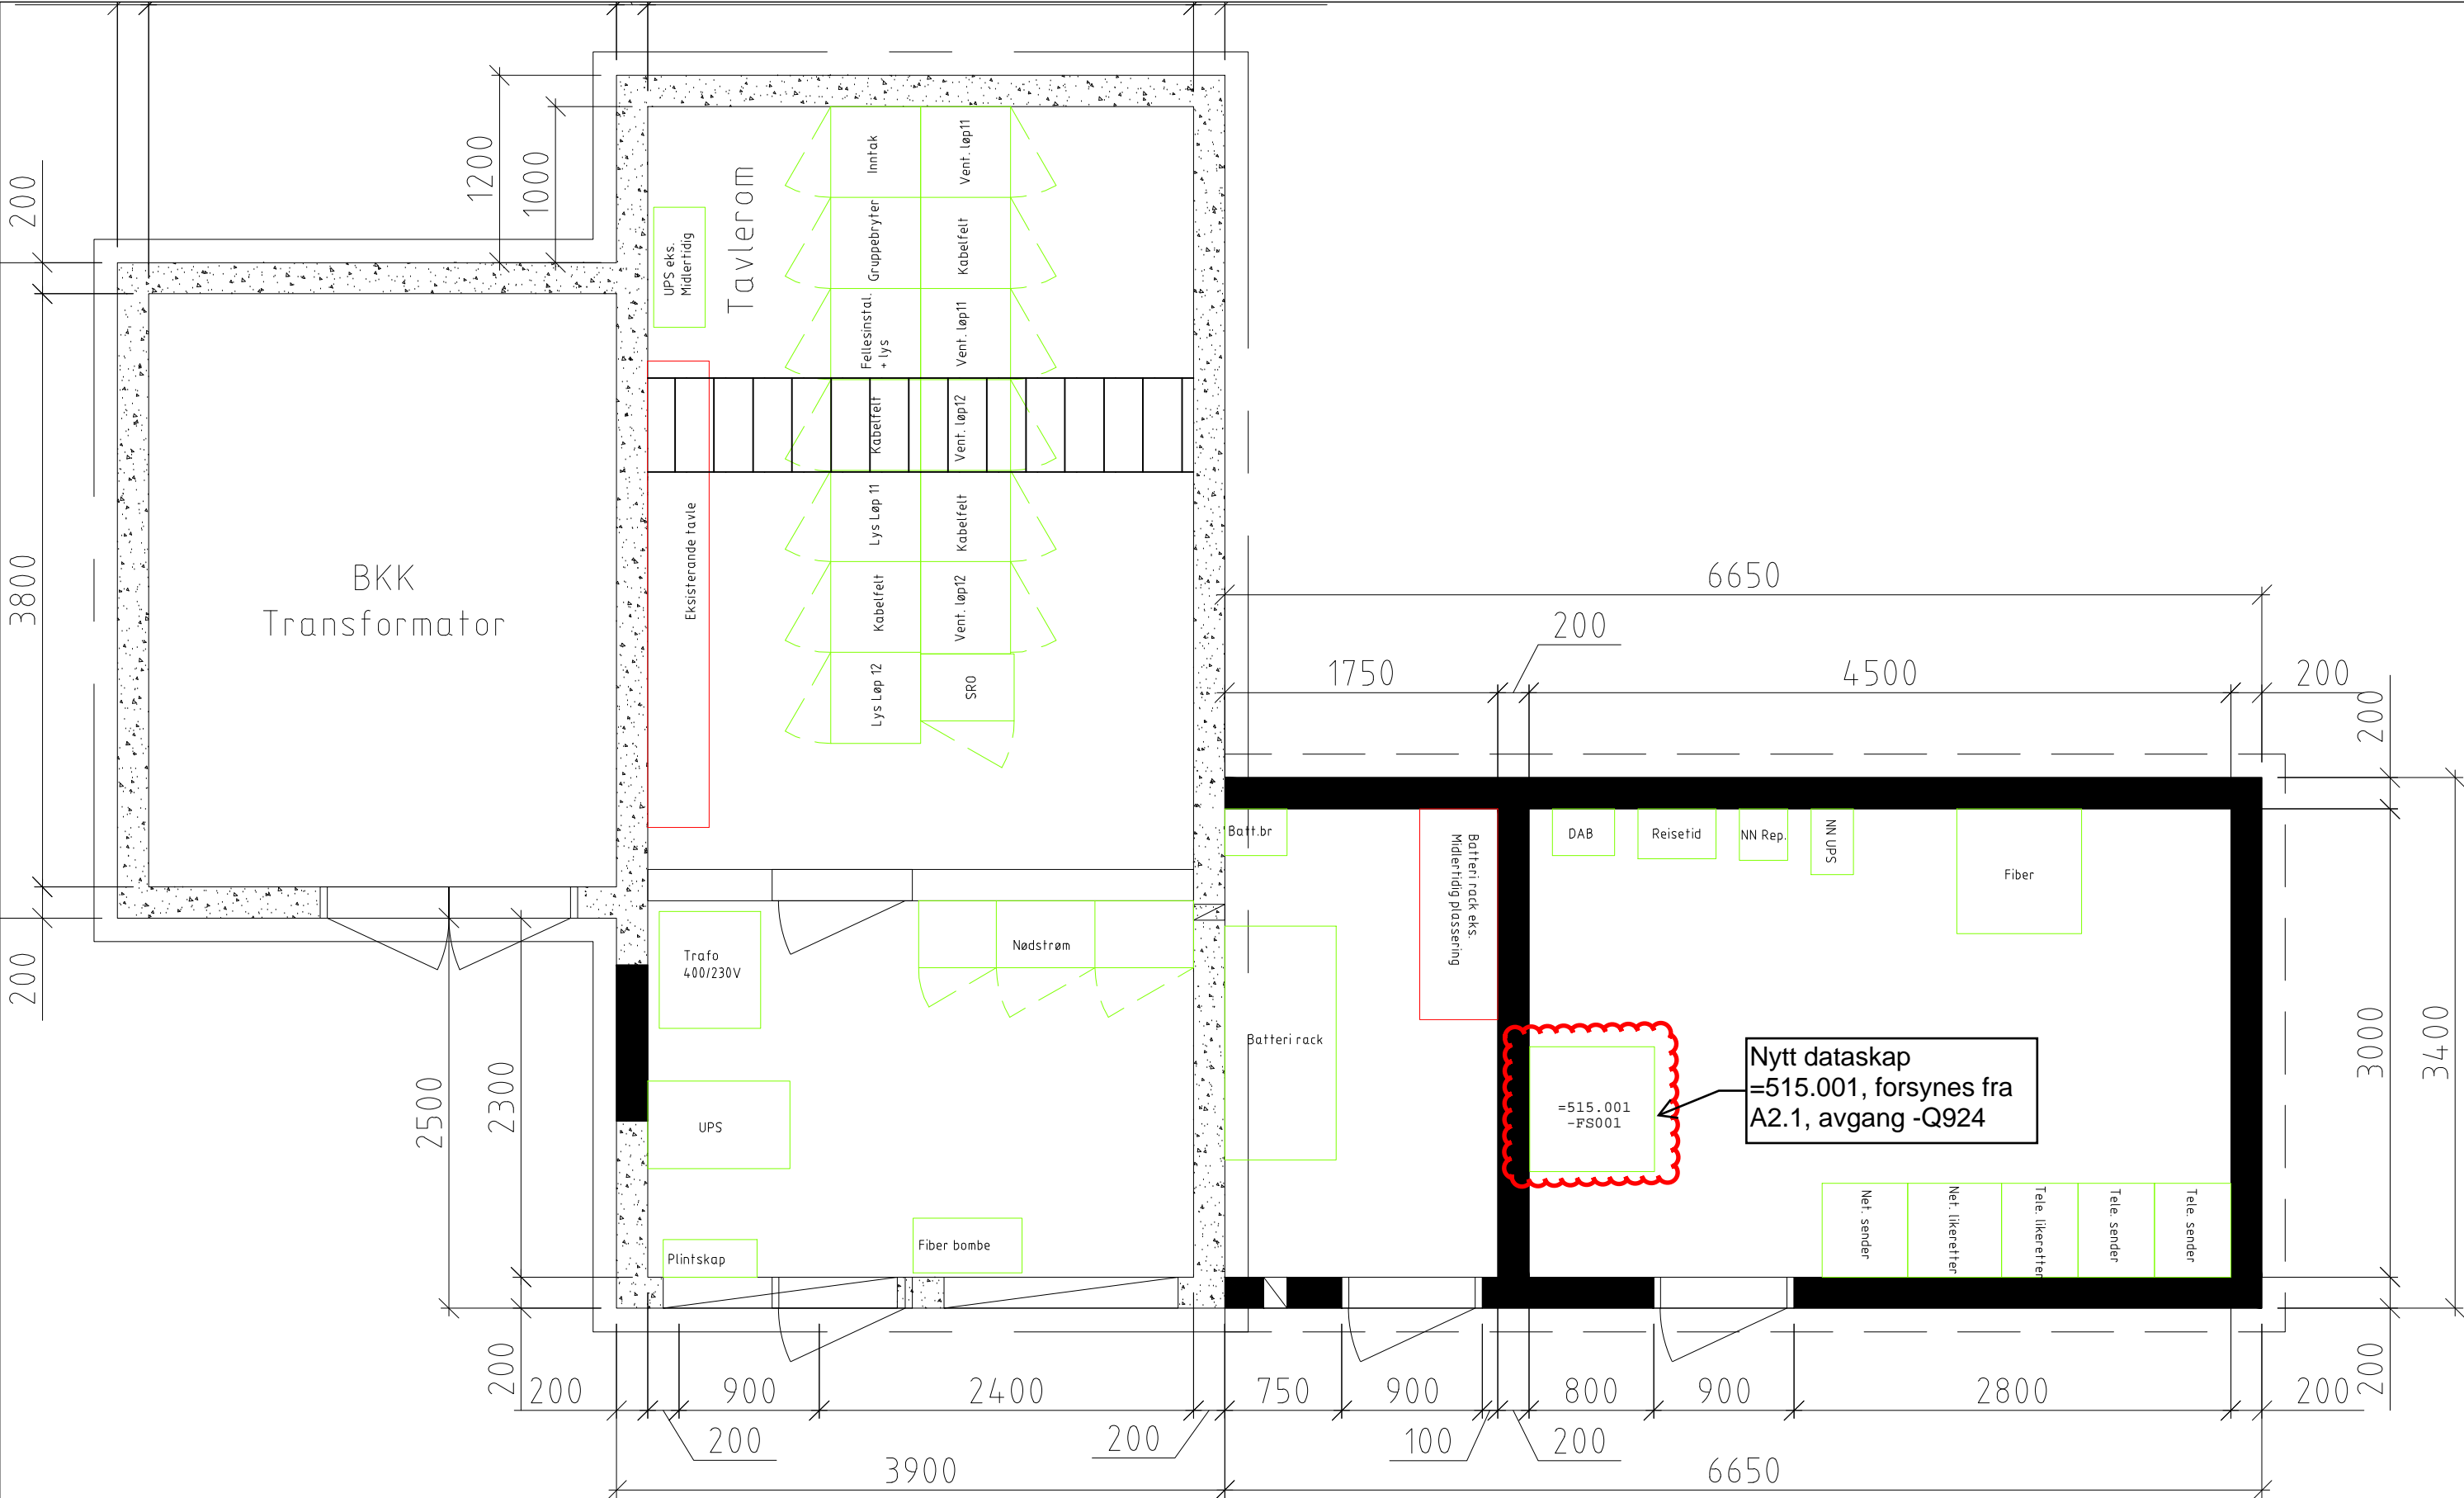 1200
1000
200
3800
200
BKK
Transformator
UPS eks.
Midlertidig
Tavlerom
Inntak
Vent. løp11
Gruppebryter
Kabelfelt
Fellesinstal.
+ lys
Vent. løp11
Kabelfelt
Vent. løp12
Lys Løp 11
Kabelfelt
Kabelfelt
Vent. løp12
Lys Løp 12
SRO
Eksisterande tavle
6650
200
1750
4500
200
200
Batt.br
Batteri rack eks.
Midlertidig plassering
DAB
Reisetid
NN Rep.
NN UPS
Fiber
Trafo
400/230V
Nødstrøm
Batteri rack
UPS
=515.001
-FS001
Nytt dataskap
=515.001, forsynes fra
A2.1, avgang -Q924
3000
3400
2500
2300
Plintskap
Fiber bombe
Net. sender
Net. likeretter
Tele. likeretter
Tele. sender
Tele. sender
200
200
900
2400
750
900
800
900
2800
200
200
200
200
100
200
3900
6650